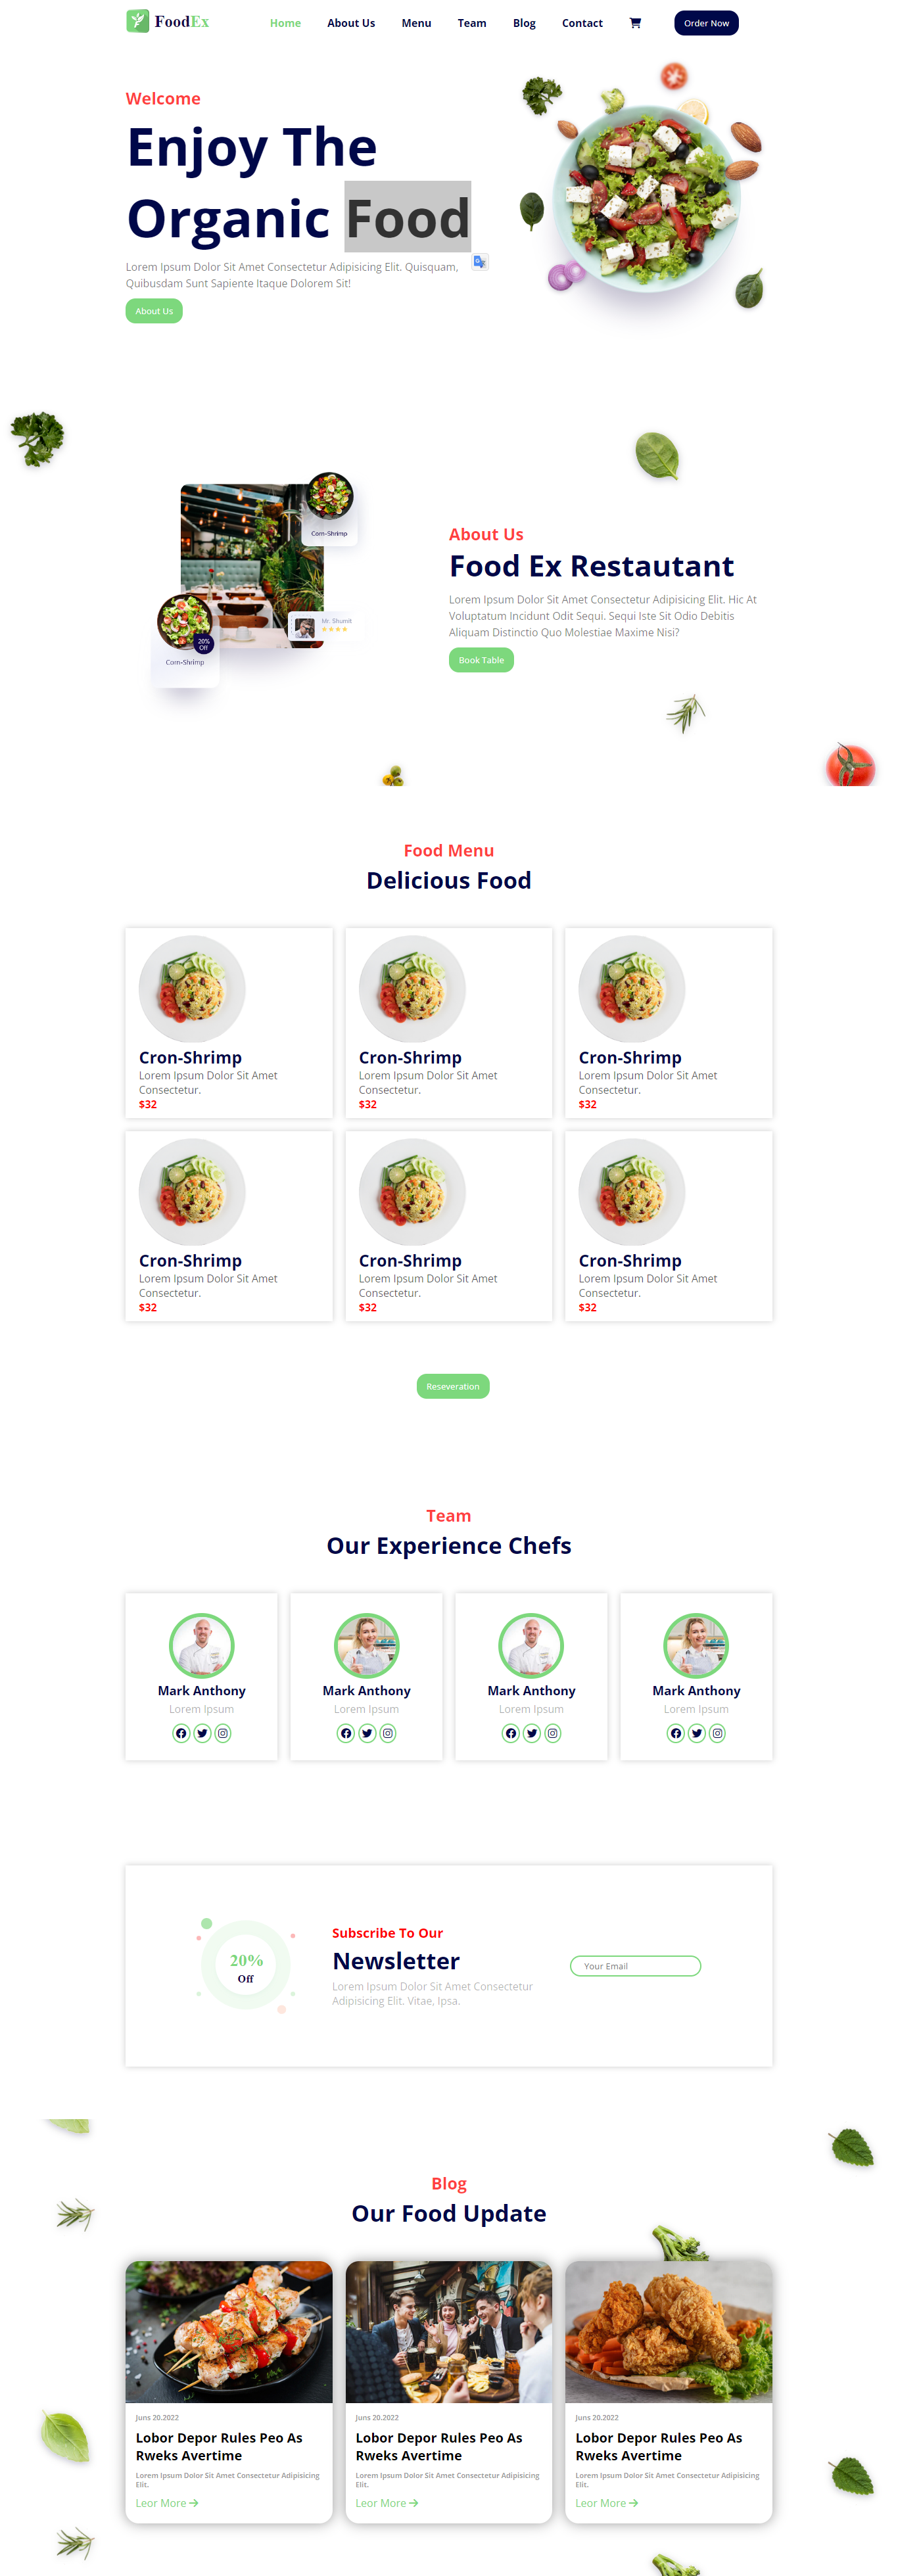 FoodEx
Home About Us Menu Team Blog Contact Order Now
Welcome
Enjoy The
Organic Food
Lorem Ipsum Dolor Sit Amet Consectetur Adipisicing Elit. Quisquam,
Quibusdam Sunt Sapiente Itaque Dolorem Sit!
About Us
Corn-Shrimp
Mr. Shumit
20%
Off
Corn-Shrimp
About Us
Food Ex Restautant
Lorem Ipsum Dolor Sit Amet Consectetur Adipisicing Elit. Hic At
Voluptatum Incidunt Odit Sequi. Sequi Iste Sit Odio Debitis
Aliquam Distinctio Quo Molestiae Maxime Nisi?
Book Table
Food Menu
Delicious Food
Cron-Shrimp
Lorem Ipsum Dolor Sit Amet
Consectetur.
$32
Cron-Shrimp
Lorem Ipsum Dolor Sit Amet
Consectetur.
$32
Cron-Shrimp
Lorem Ipsum Dolor Sit Amet
Consectetur.
$32
Cron-Shrimp
Lorem Ipsum Dolor Sit Amet
Consectetur.
$32
Cron-Shrimp
Lorem Ipsum Dolor Sit Amet
Consectetur.
$32
Cron-Shrimp
Lorem Ipsum Dolor Sit Amet
Consectetur.
$32
Reseveration
Team
Our Experience Chefs
Mark Anthony
Lorem Ipsum
Mark Anthony
Lorem Ipsum
Mark Anthony
Lorem Ipsum
Mark Anthony
Lorem Ipsum
20%
Off
Subscribe To Our
Newsletter
Lorem Ipsum Dolor Sit Amet Consectetur
Adipisicing Elit. Vitae, Ipsa.
Your Email
Blog
Our Food Update
Juns 20.2022
Lobor Depor Rules Peo As
Rweks Avertime
Lorem Ipsum Dolor Sit Amet Consectetur Adipisicing
Elit.
Leor More
Juns 20.2022
Lobor Depor Rules Peo As
Rweks Avertime
Lorem Ipsum Dolor Sit Amet Consectetur Adipisicing
Elit.
Leor More
Juns 20.2022
Lobor Depor Rules Peo As
Rweks Avertime
Lorem Ipsum Dolor Sit Amet Consectetur Adipisicing
Elit.
Leor More